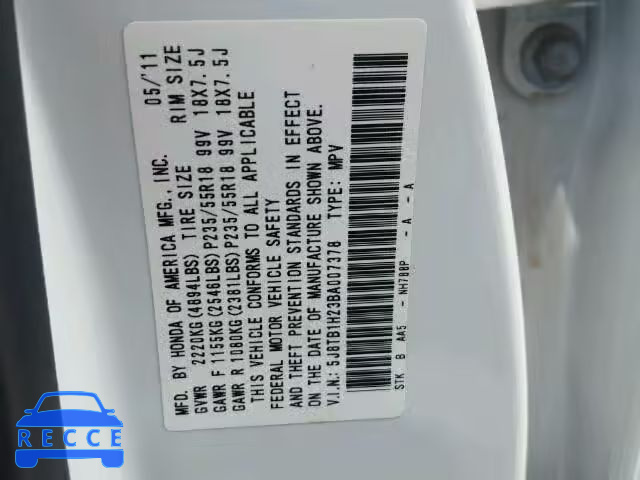 MFD. BY HONDA OF AMERICA MFG., INC. 05/'11
GVWR 2220KG(4894LBS) TIRE SIZE RIM SIZE
GAWR F 1155KG(2546LBS)P235/55R18 99V 18X7.5J
GAWR R 1080KG(2381LBS)P235/55R18 99V 18X7.5J
THIS VEHICLE CONFORMS TO ALL APPLICABLE
FEDERAL MOTOR VEHICLE SAFETY
AND THEFT PREVENTION STANDARDS IN EFFECT
ON THE DATE OF MANUFACTURE SHOWN ABOVE.
V.I.N.: 5J8TB1H23BA007378 TYPE: MPV
STK B AA5 - NH788P - A - A
RECCE